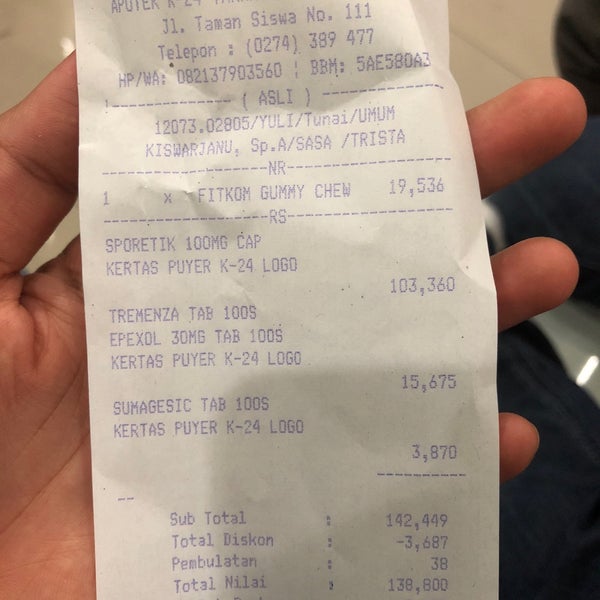 APOTEK K-24
Jl. Taman Siswa No. 111
Telepon : (0274) 389 477
HP/WA: 082137903560 ¦ BBM: 5AE580A3
------------- ( ASLI ) -------------
12073.02805/YULI/Tunai/UMUM
KISWARJANU, Sp.A/SASA /TRISTA
------------------NR------------------
1 x FITKOM GUMMY CHEW 19,536
------------------RS------------------
SPORETIK 100MG CAP
KERTAS PUYER K-24 LOGO
103,360
TREMENZA TAB 100S
EPEXOL 30MG TAB 100S
KERTAS PUYER K-24 LOGO
15,675
SUMAGESIC TAB 100S
KERTAS PUYER K-24 LOGO
3,870
----------
--
Sub Total : 142,449
Total Diskon : -3,687
Pembulatan : 38
Total Nilai : 138,800